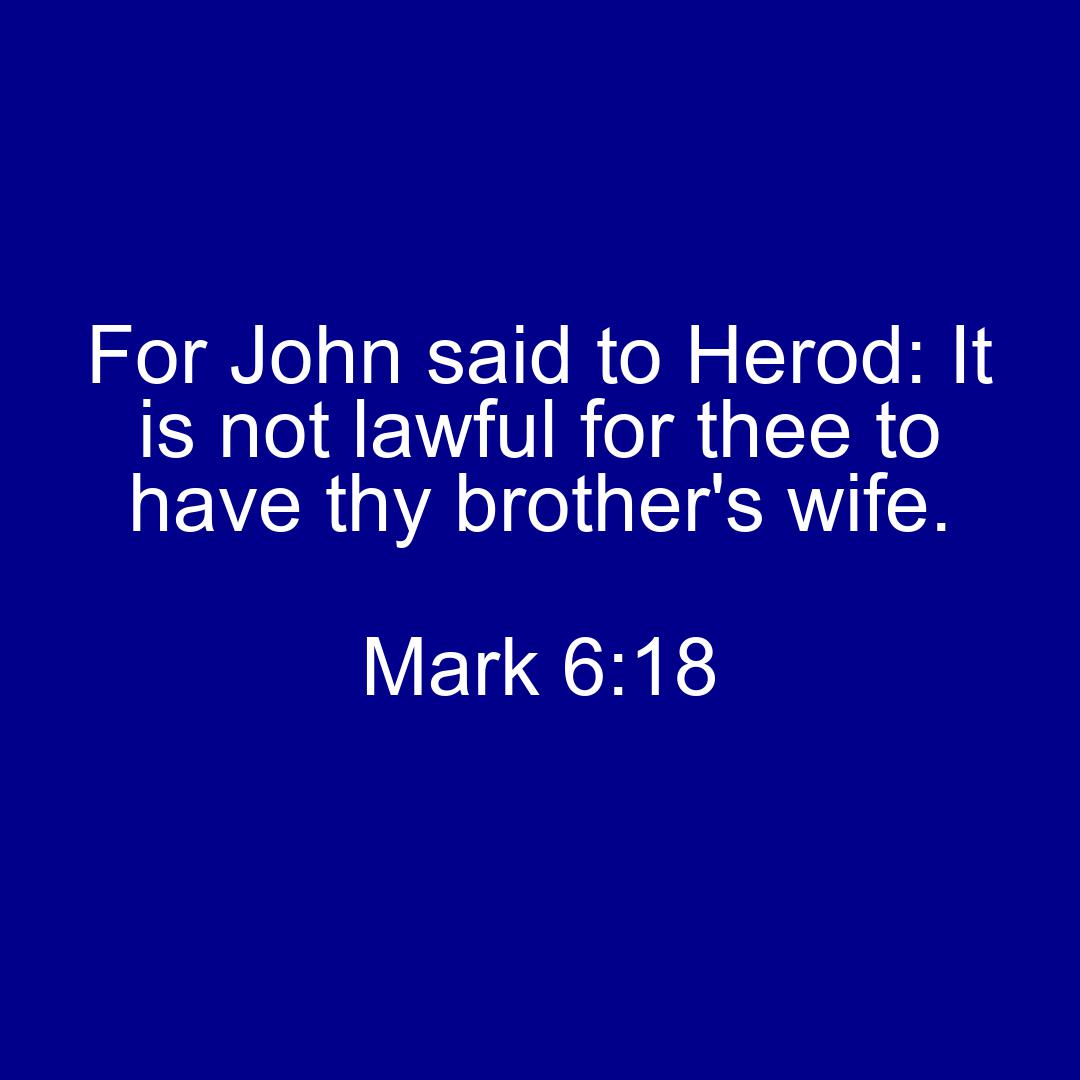 For John said to Herod: It
is not lawful for thee to
have thy brother's wife.
Mark 6:18